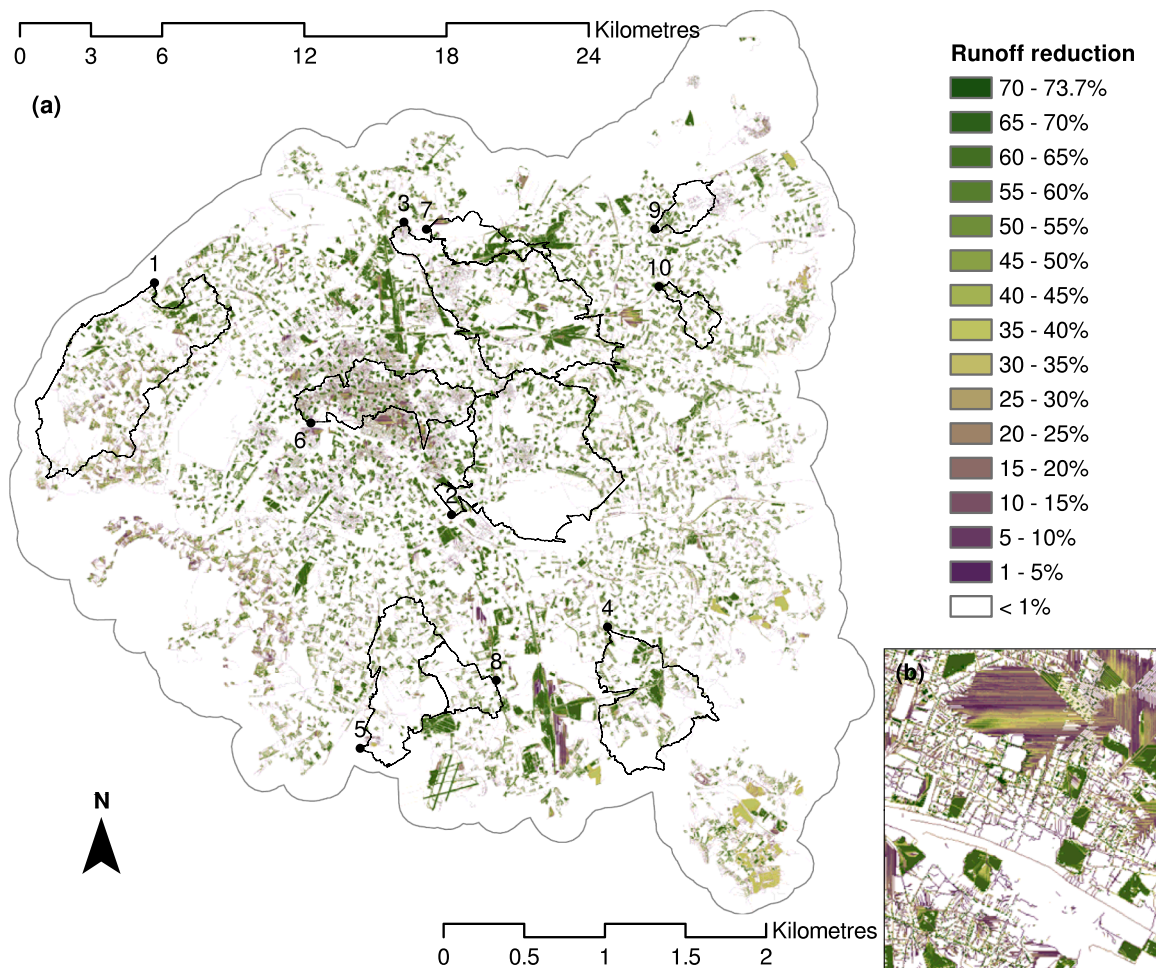 Kilometres
0 3 6 12 18 24
(a)
Runoff reduction
70 - 73.7%
65 - 70%
60 - 65%
55 - 60%
50 - 55%
45 - 50%
40 - 45%
35 - 40%
30 - 35%
25 - 30%
20 - 25%
15 - 20%
10 - 15%
5 - 10%
1 - 5%
< 1%
3
7
9
1
10
6
2
4
8
5
N
(b)
Kilometres
0 0.5 1 1.5 2